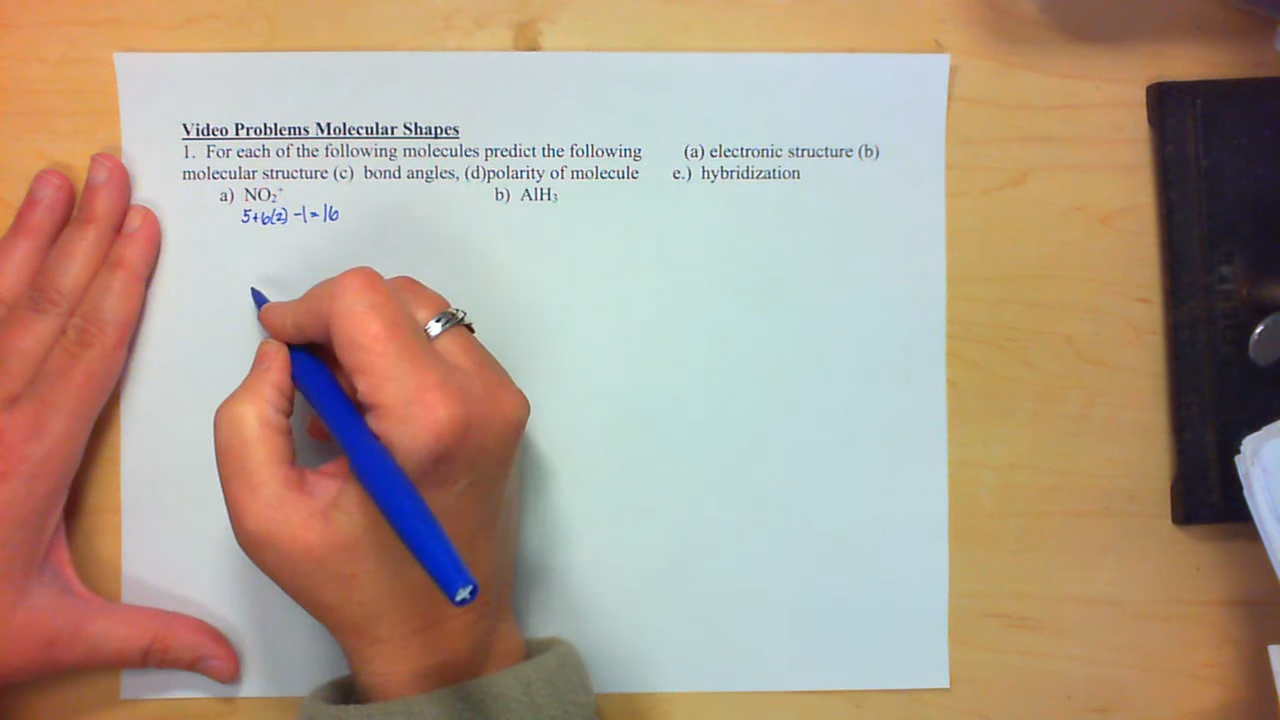 Video Problems Molecular Shapes
1. For each of the following molecules predict the following (a) electronic structure (b)
molecular structure (c) bond angles, (d)polarity of molecule e.) hybridization
a) NO₂⁺ b) AlH₃
5+6(2)-1=16